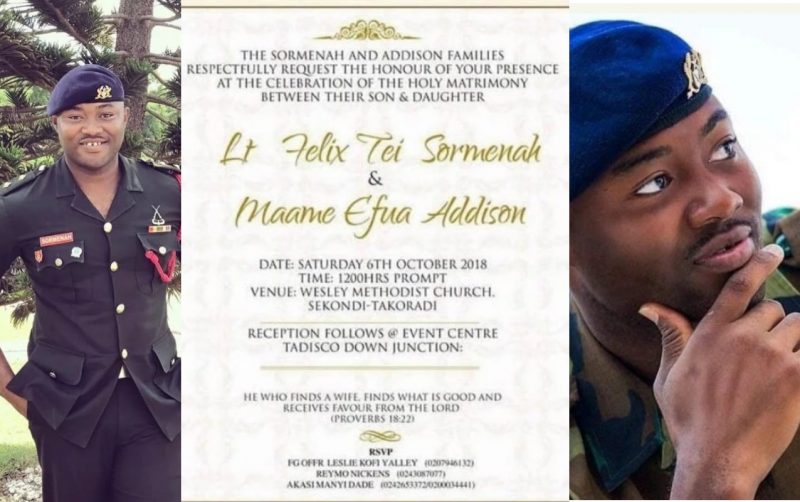 SORMENAH
THE SORMENAH AND ADDISON FAMILIES
RESPECTFULLY REQUEST THE HONOUR OF YOUR PRESENCE
AT THE CELEBRATION OF THE HOLY MATRIMONY
BETWEEN THEIR SON & DAUGHTER
Lt Felix Tei Sormenah
&
Maame Efua Addison
DATE: SATURDAY 6TH OCTOBER 2018
TIME: 1200HRS PROMPT
VENUE: WESLEY METHODIST CHURCH,
SEKONDI-TAKORADI
RECEPTION FOLLOWS @ EVENT CENTRE
TADISCO DOWN JUNCTION:
HE WHO FINDS A WIFE, FINDS WHAT IS GOOD AND
RECEIVES FAVOUR FROM THE LORD
(PROVERBS 18:22)
RSVP
FG OFFR LESLIE KOFI YALLEY (0207946132)
REYMO NICKENS (0243087077)
AKASI MANYI DADE (0242653372/0200034441)